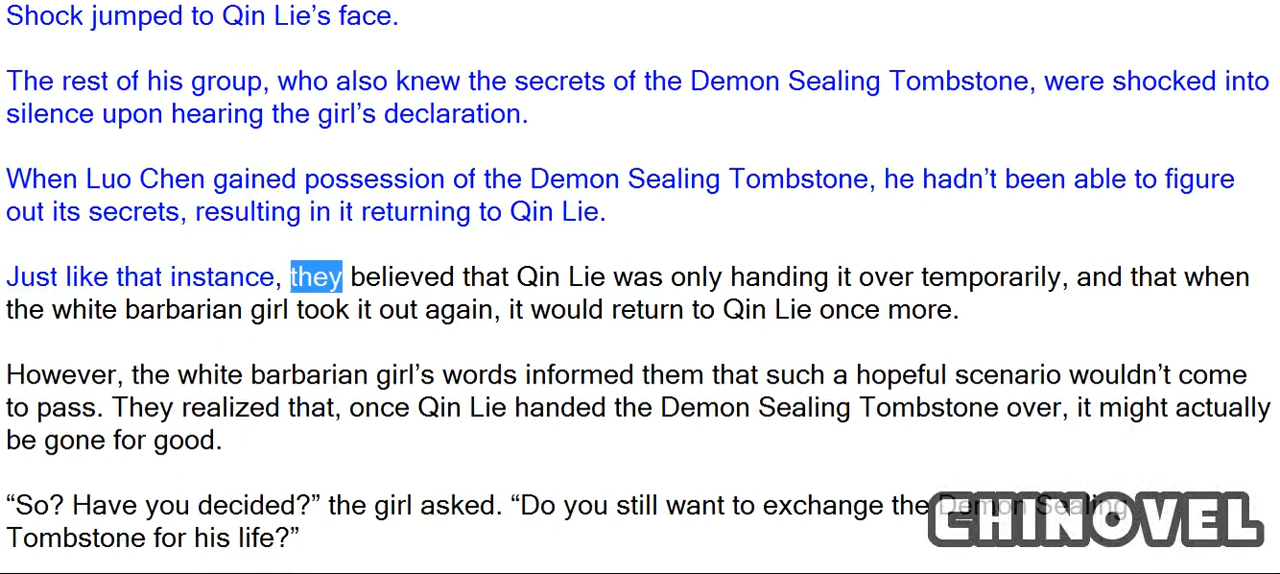 Shock jumped to Qin Lie’s face.
The rest of his group, who also knew the secrets of the Demon Sealing Tombstone, were shocked into
silence upon hearing the girl’s declaration.
When Luo Chen gained possession of the Demon Sealing Tombstone, he hadn’t been able to figure
out its secrets, resulting in it returning to Qin Lie.
Just like that instance, they believed that Qin Lie was only handing it over temporarily, and that when
the white barbarian girl took it out again, it would return to Qin Lie once more.
However, the white barbarian girl’s words informed them that such a hopeful scenario wouldn’t come
to pass. They realized that, once Qin Lie handed the Demon Sealing Tombstone over, it might actually
be gone for good.
“So? Have you decided?” the girl asked. “Do you still want to exchange the Demon Sealing
Tombstone for his life?”
CHINOVEL